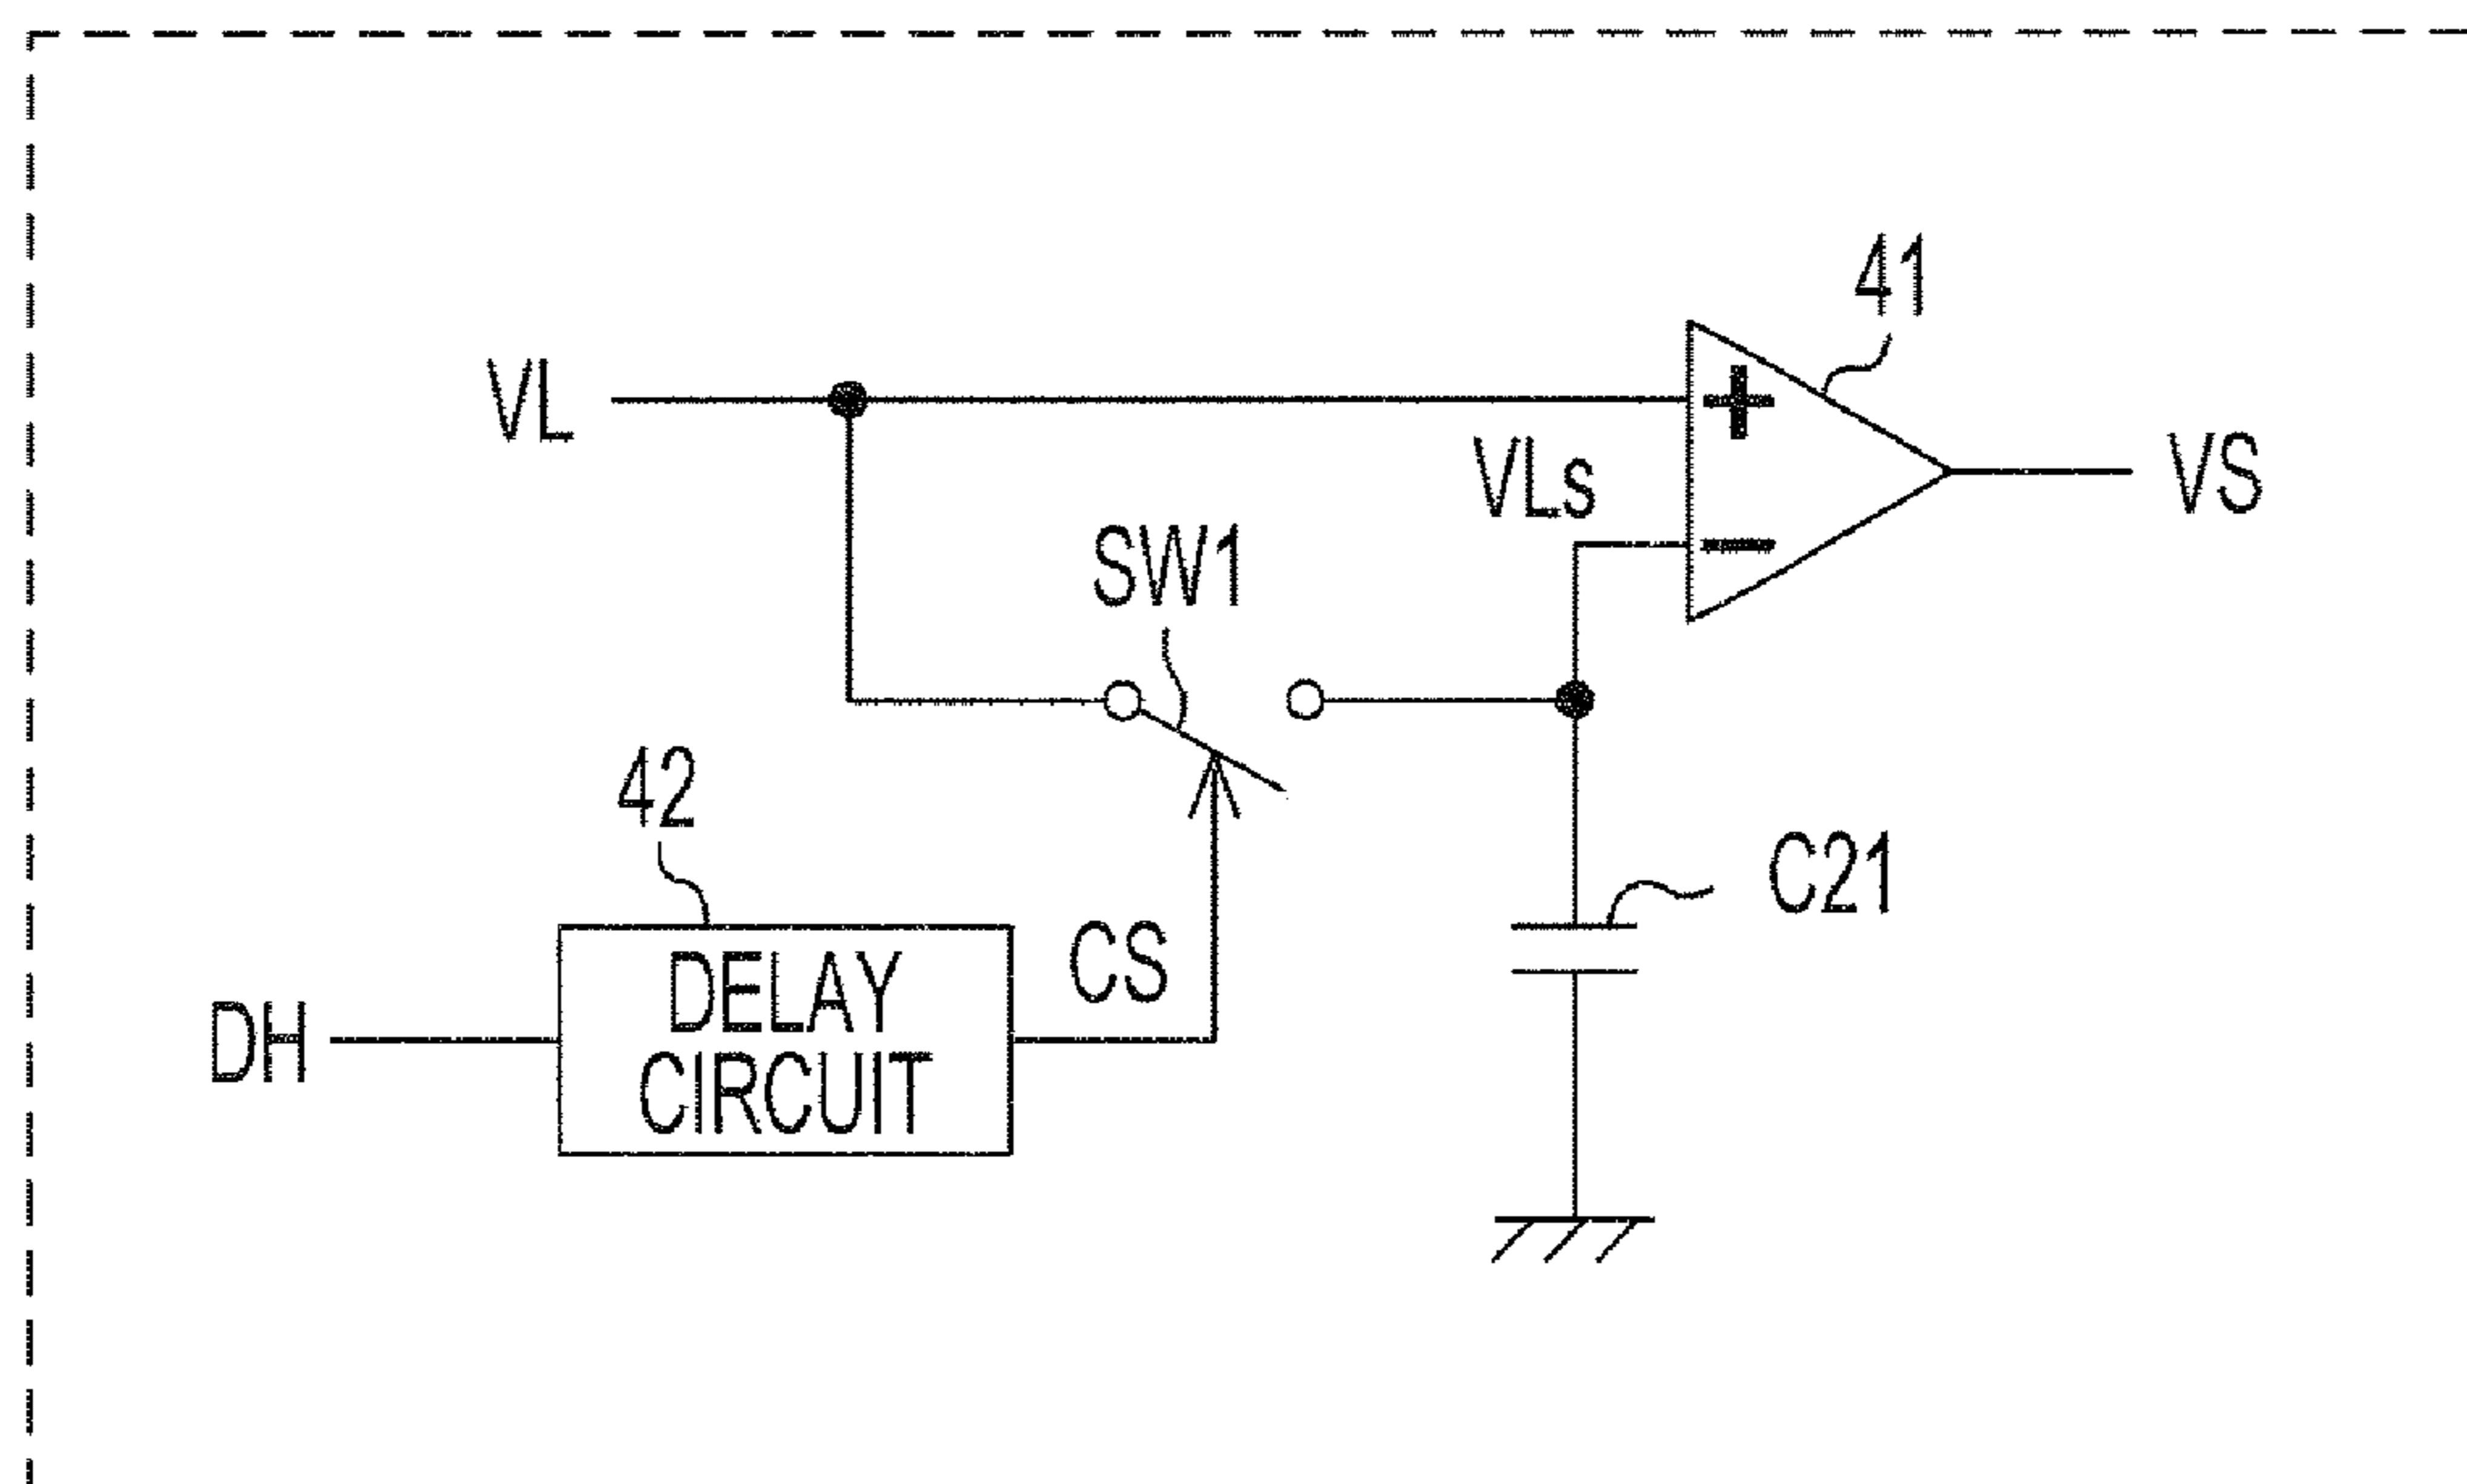 41
VL
+
VLs
VS
−
SW1
42
C21
CS
DELAY
CIRCUIT
DH